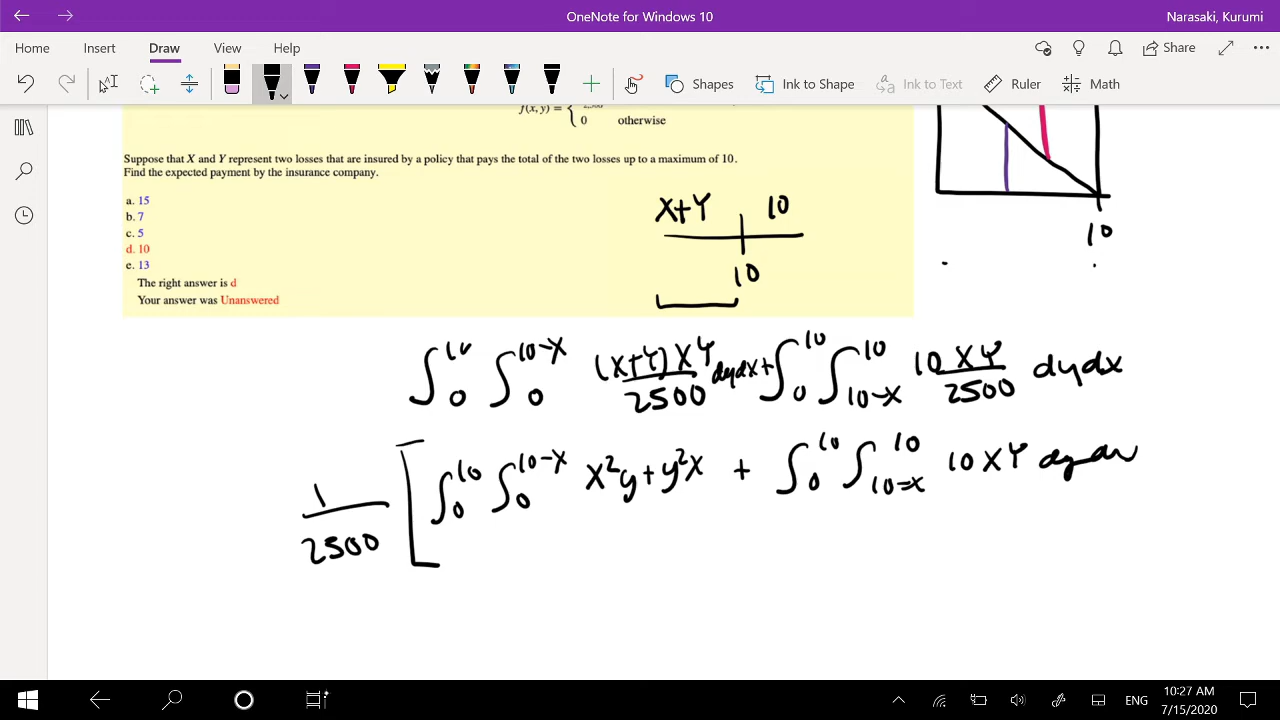 OneNote for Windows 10
Narasaki, Kurumi
Home Insert Draw View Help
Share
Shapes Ink to Shape Ink to Text Ruler Math
f(x, y) = {
0 otherwise
Suppose that X and Y represent two losses that are insured by a policy that pays the total of the two losses up to a maximum of 10.
Find the expected payment by the insurance company.
a. 15
b. 7
c. 5
d. 10
e. 13
The right answer is d
Your answer was Unanswered
X+Y | 10
10
10
∫₀¹⁰ ∫₀¹⁰⁻ˣ (X+Y)XY/2500 dydx + ∫₀¹⁰ ∫₁₀₋ₓ¹⁰ 10XY/2500 dydx
1/2500 [ ∫₀¹⁰ ∫₀¹⁰⁻ˣ X²y+y²X + ∫₀¹⁰ ∫₁₀₋ₓ¹⁰ 10XY dydx
ENG
10:27 AM
7/15/2020